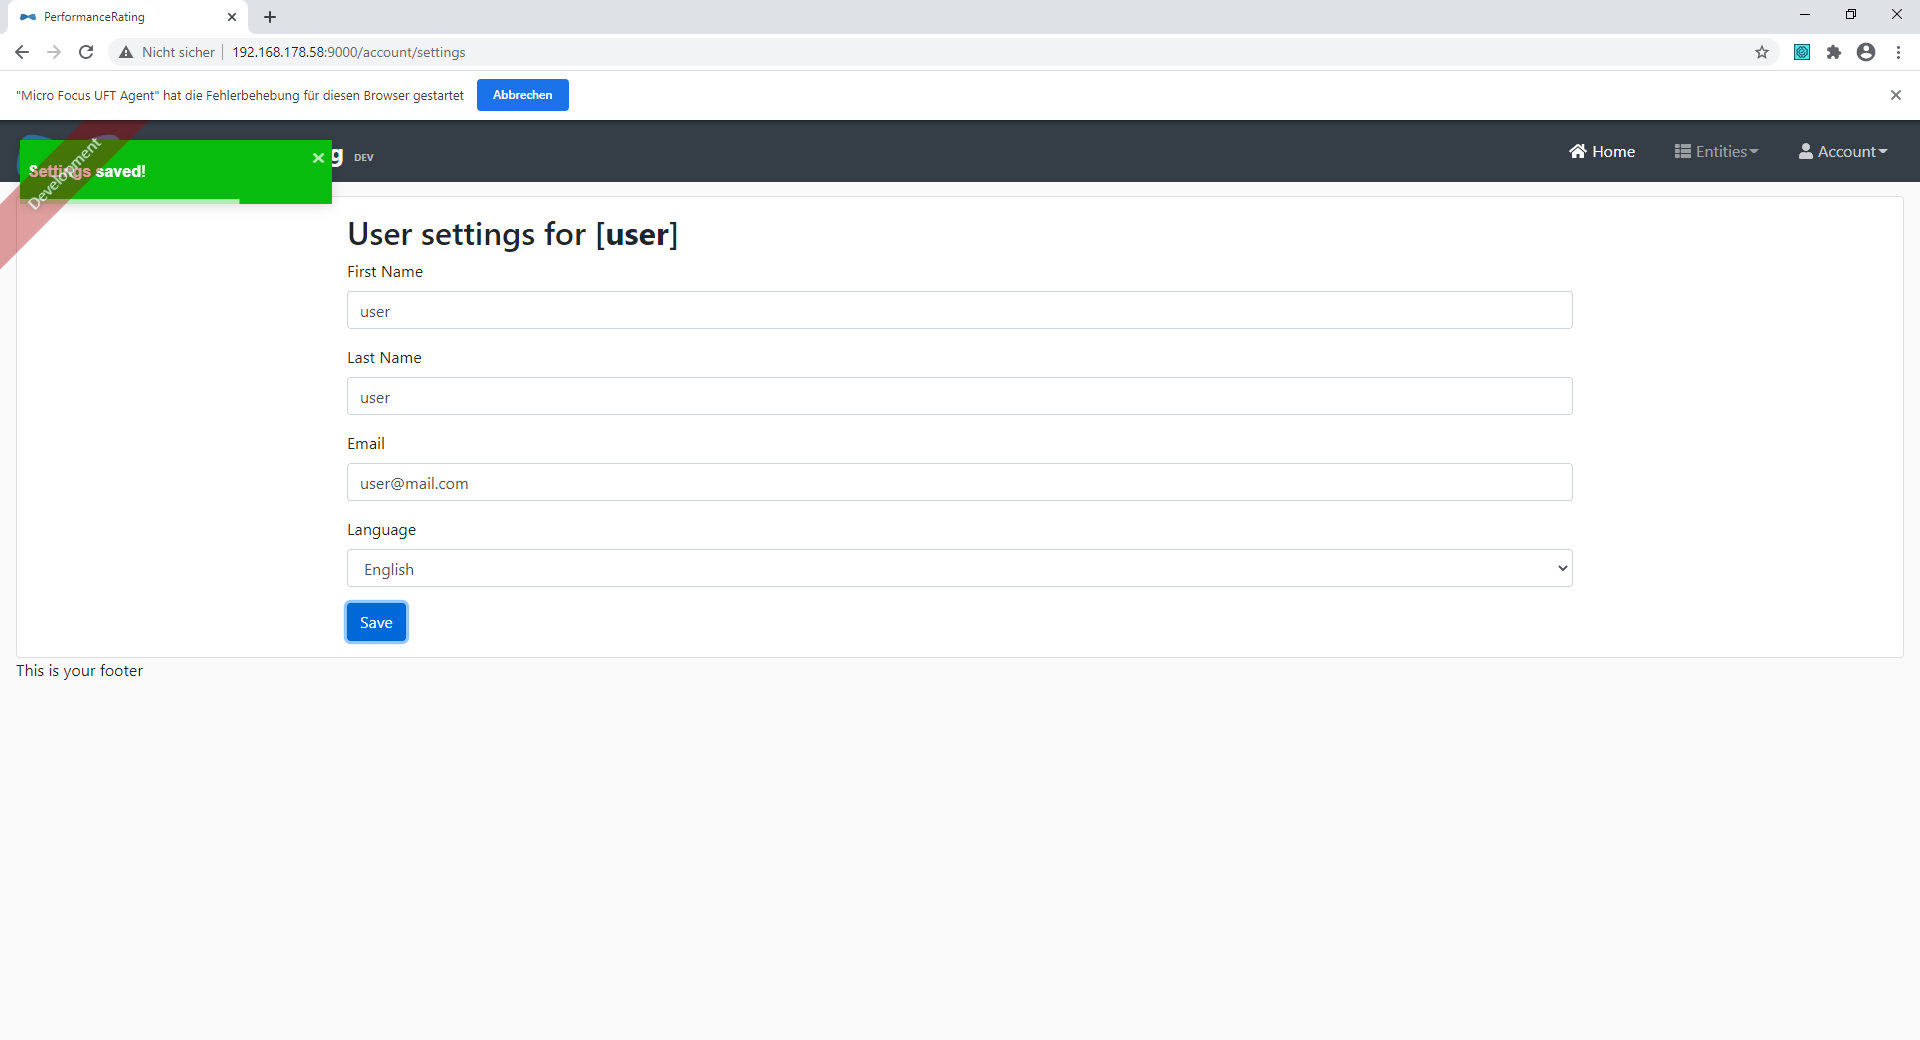 PerformanceRating
Nicht sicher
192.168.178.58:9000/account/settings
"Micro Focus UFT Agent" hat die Fehlerbehebung für diesen Browser gestartet
Abbrechen
Development
Settings saved!
g DEV
Home
Entities
Account
User settings for [user]
First Name
user
Last Name
user
Email
user@mail.com
Language
English
Save
This is your footer